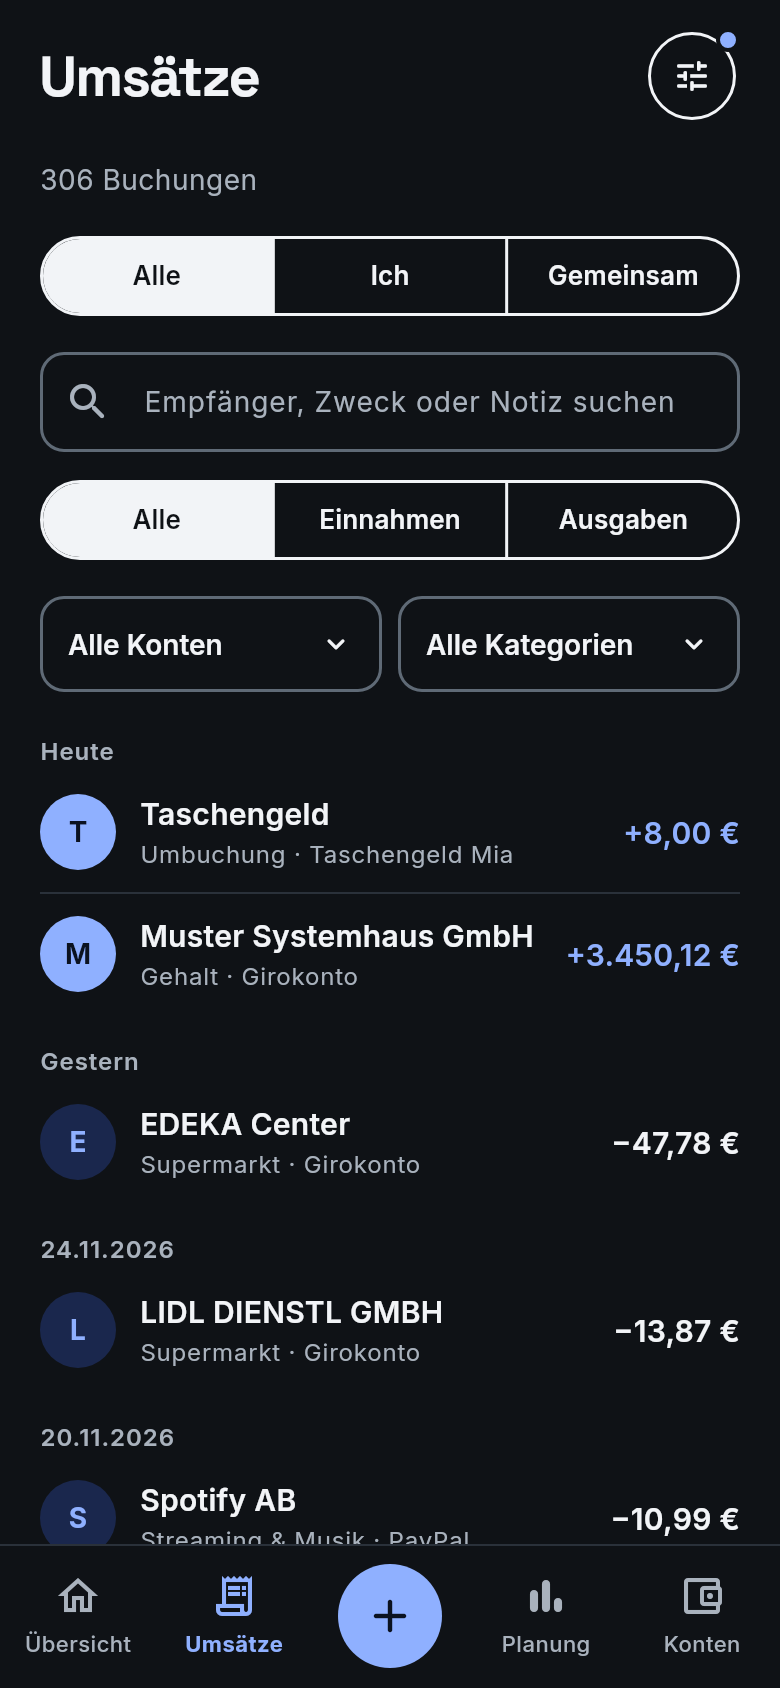 Umsätze
306 Buchungen
Alle
Ich
Gemeinsam
Empfänger, Zweck oder Notiz suchen
Alle
Einnahmen
Ausgaben
Alle Konten
Alle Kategorien
Heute
T
Taschengeld
Umbuchung · Taschengeld Mia
+8,00 €
M
Muster Systemhaus GmbH
Gehalt · Girokonto
+3.450,12 €
Gestern
E
EDEKA Center
Supermarkt · Girokonto
−47,78 €
24.11.2026
L
LIDL DIENSTL GMBH
Supermarkt · Girokonto
−13,87 €
20.11.2026
S
Spotify AB
Streaming & Musik · PayPal
−10,99 €
Übersicht
Umsätze
Planung
Konten